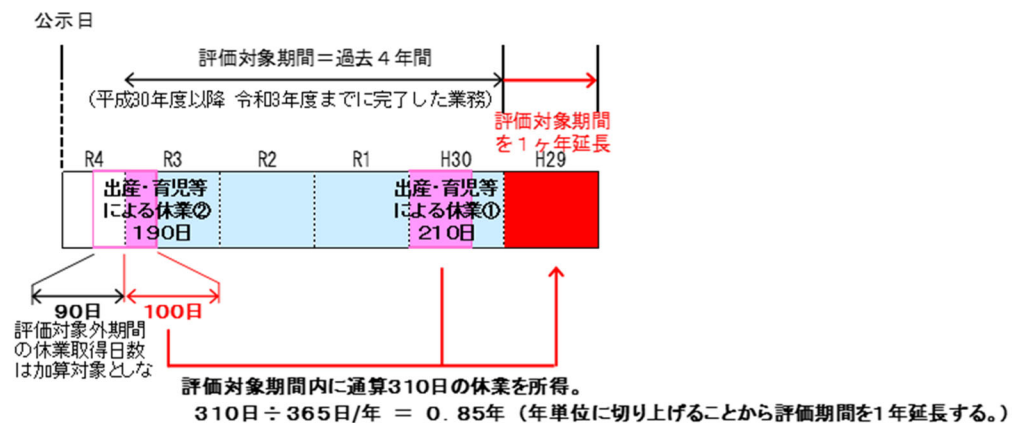 公示日
評価対象期間＝過去４年間
（平成30年度以降 令和3年度までに完了した業務）
評価対象期間
を１ヶ年延長
R4 R3 R2 R1 H30 H29
出産・育児等
による休業②
190日
出産・育児等
による休業①
210日
90日
100日
評価対象外期間
の休業取得日数
は加算対象としな
評価対象期間内に通算310日の休業を所得。
310日÷365日/年 ＝ 0．85年（年単位に切り上げることから評価期間を1年延長する。）